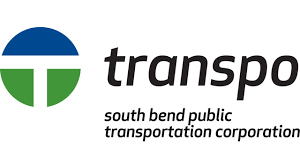 transpo
south bend public
transportation corporation